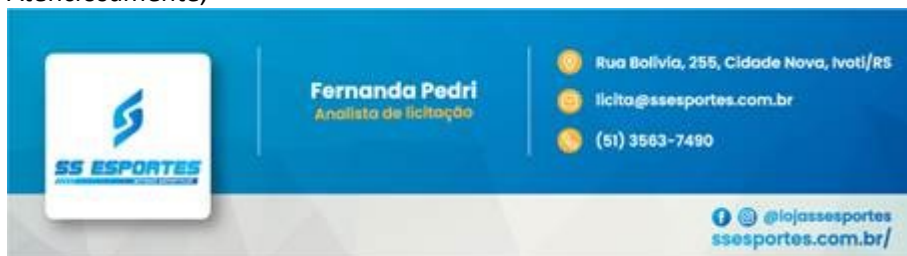 Atenciosamente,
SS ESPORTES
Fernanda Pedri
Analista de licitação
Rua Bolívia, 255, Cidade Nova, Ivoti/RS
licita@ssesportes.com.br
(51) 3563-7490
@lojassesportes
ssesportes.com.br/